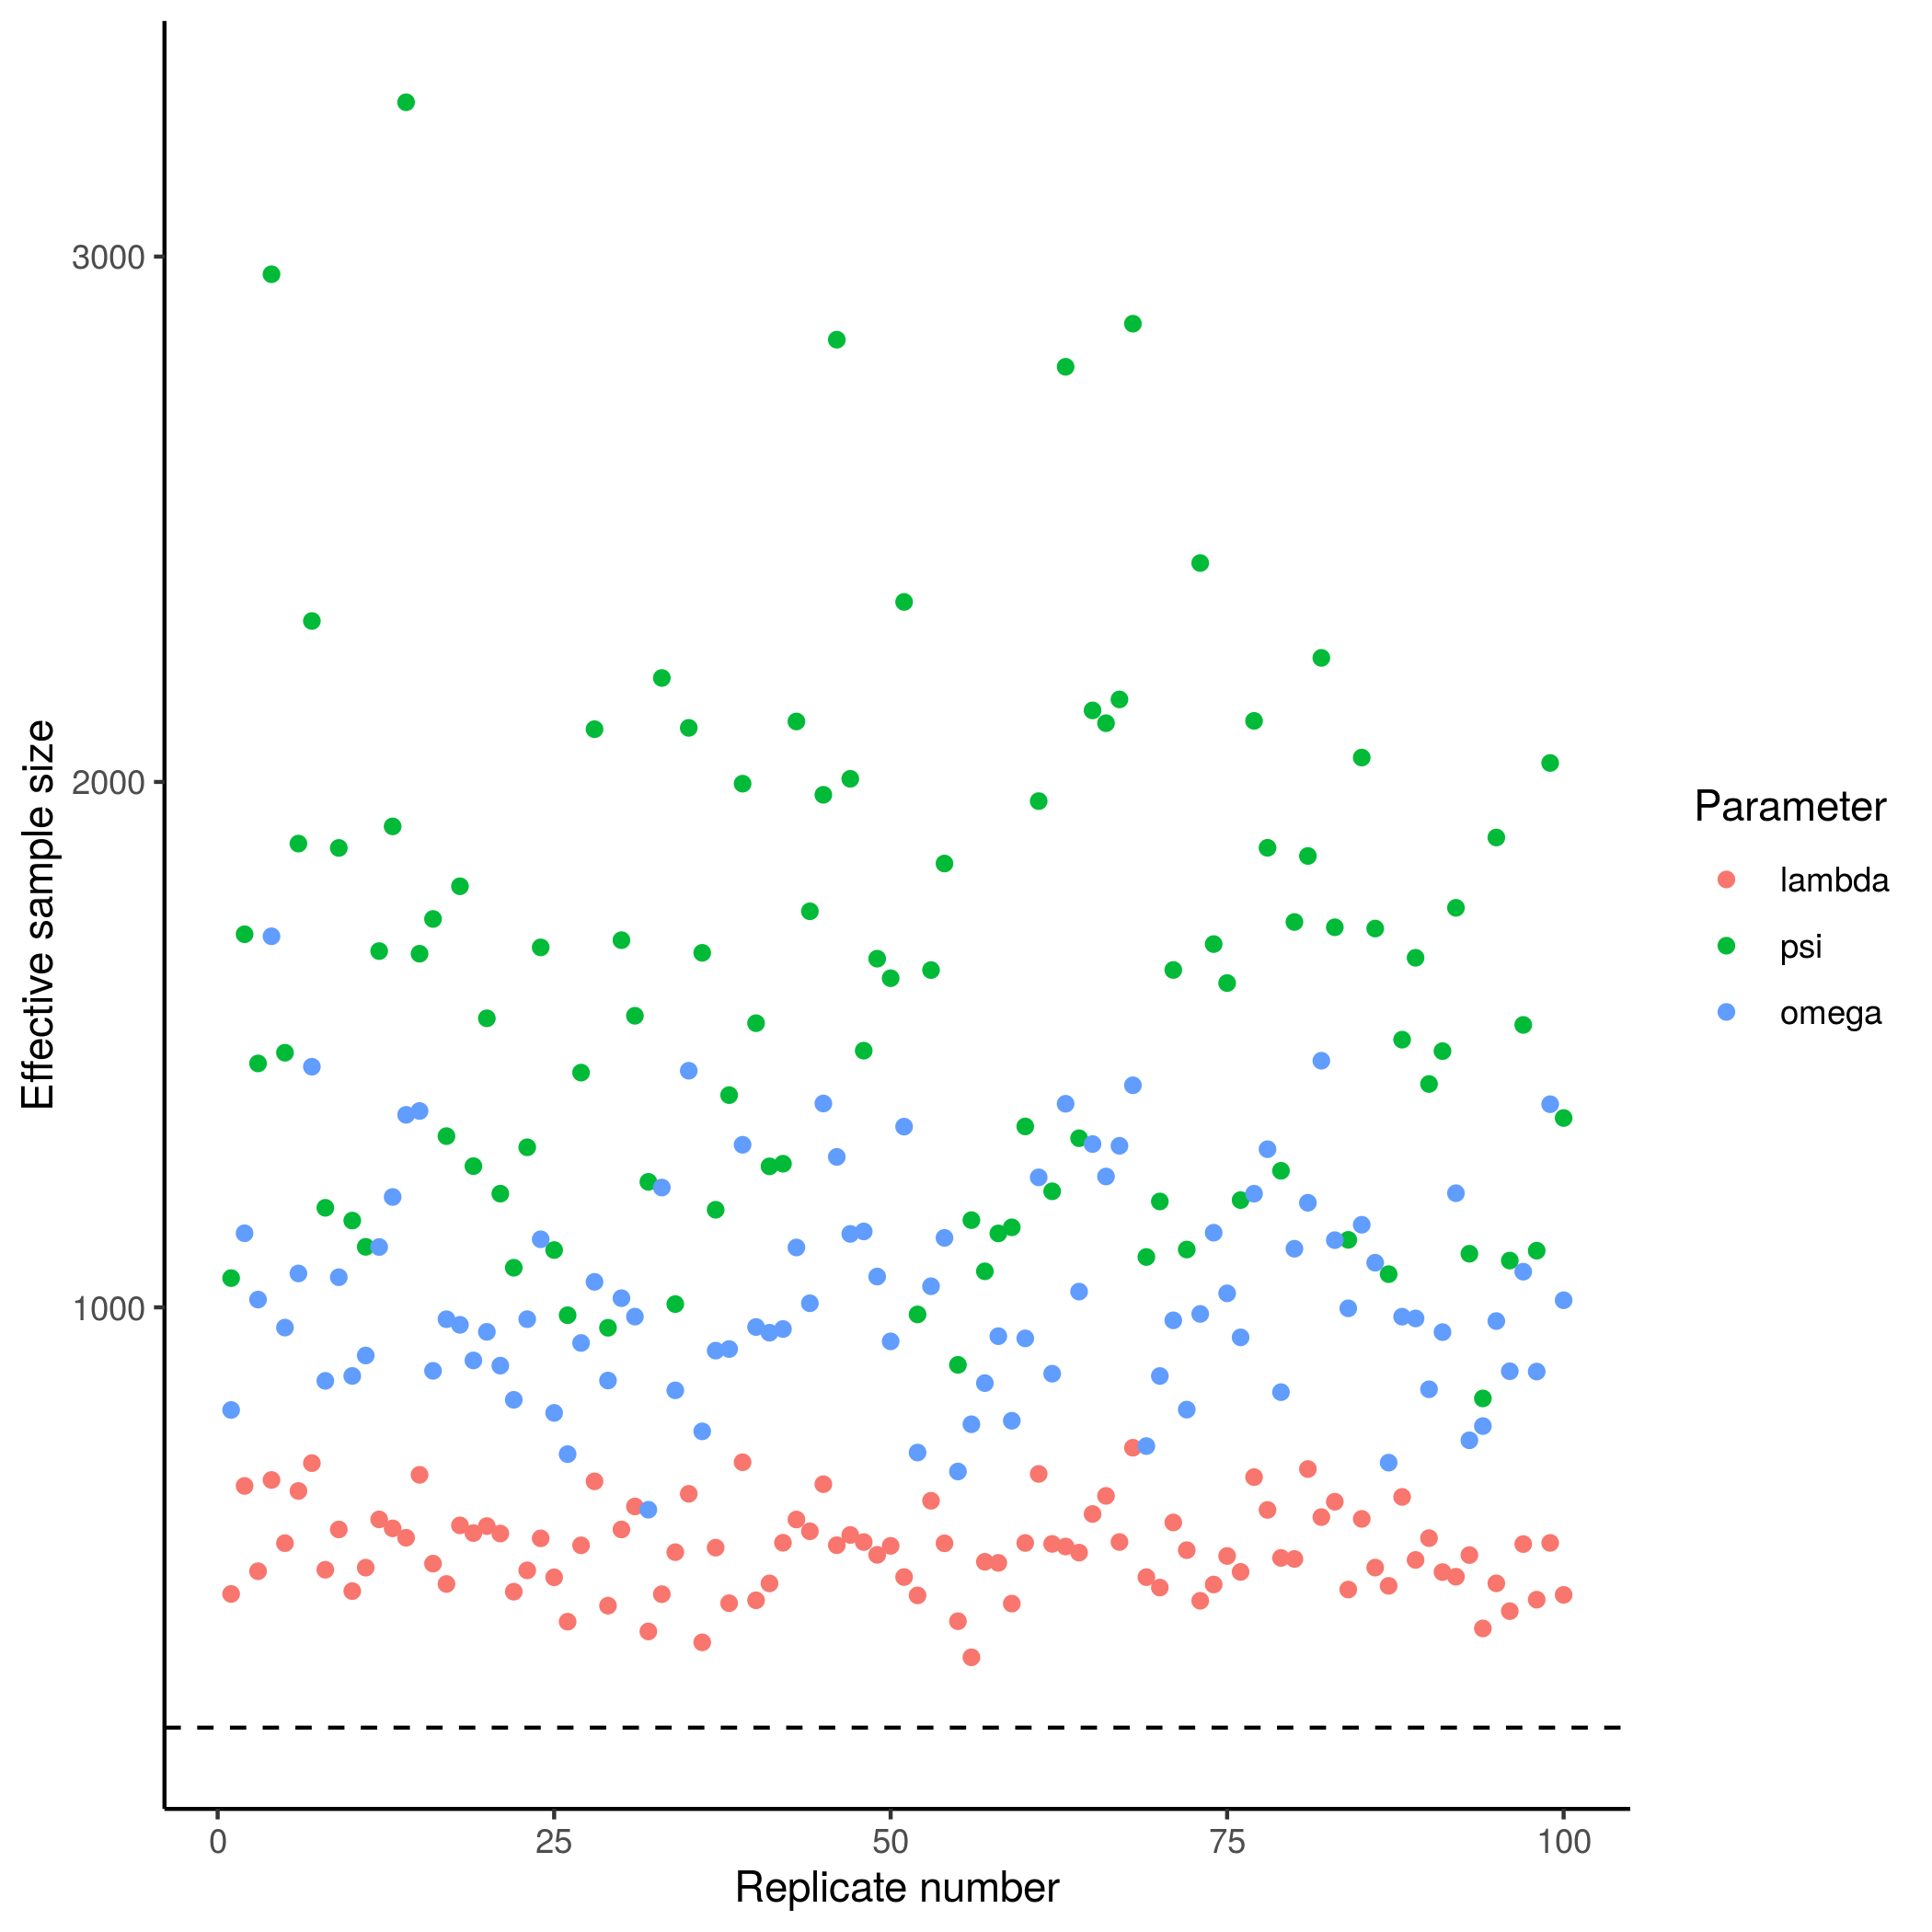 Effective sample size
3000
2000
1000
0
25
50
75
100
Replicate number
Parameter
lambda
psi
omega